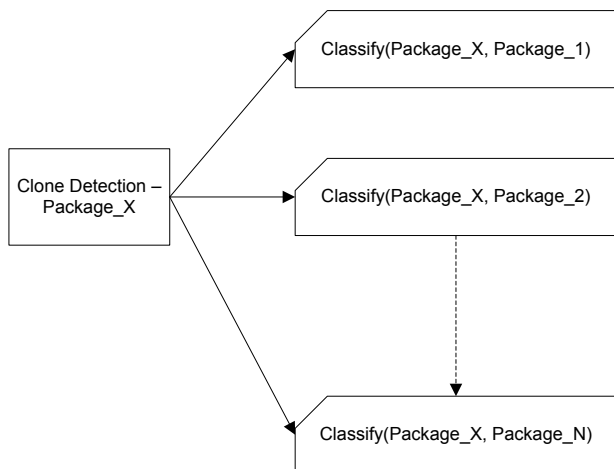 Classify(Package_X, Package_1)
Clone Detection –
Package_X
Classify(Package_X, Package_2)
Classify(Package_X, Package_N)